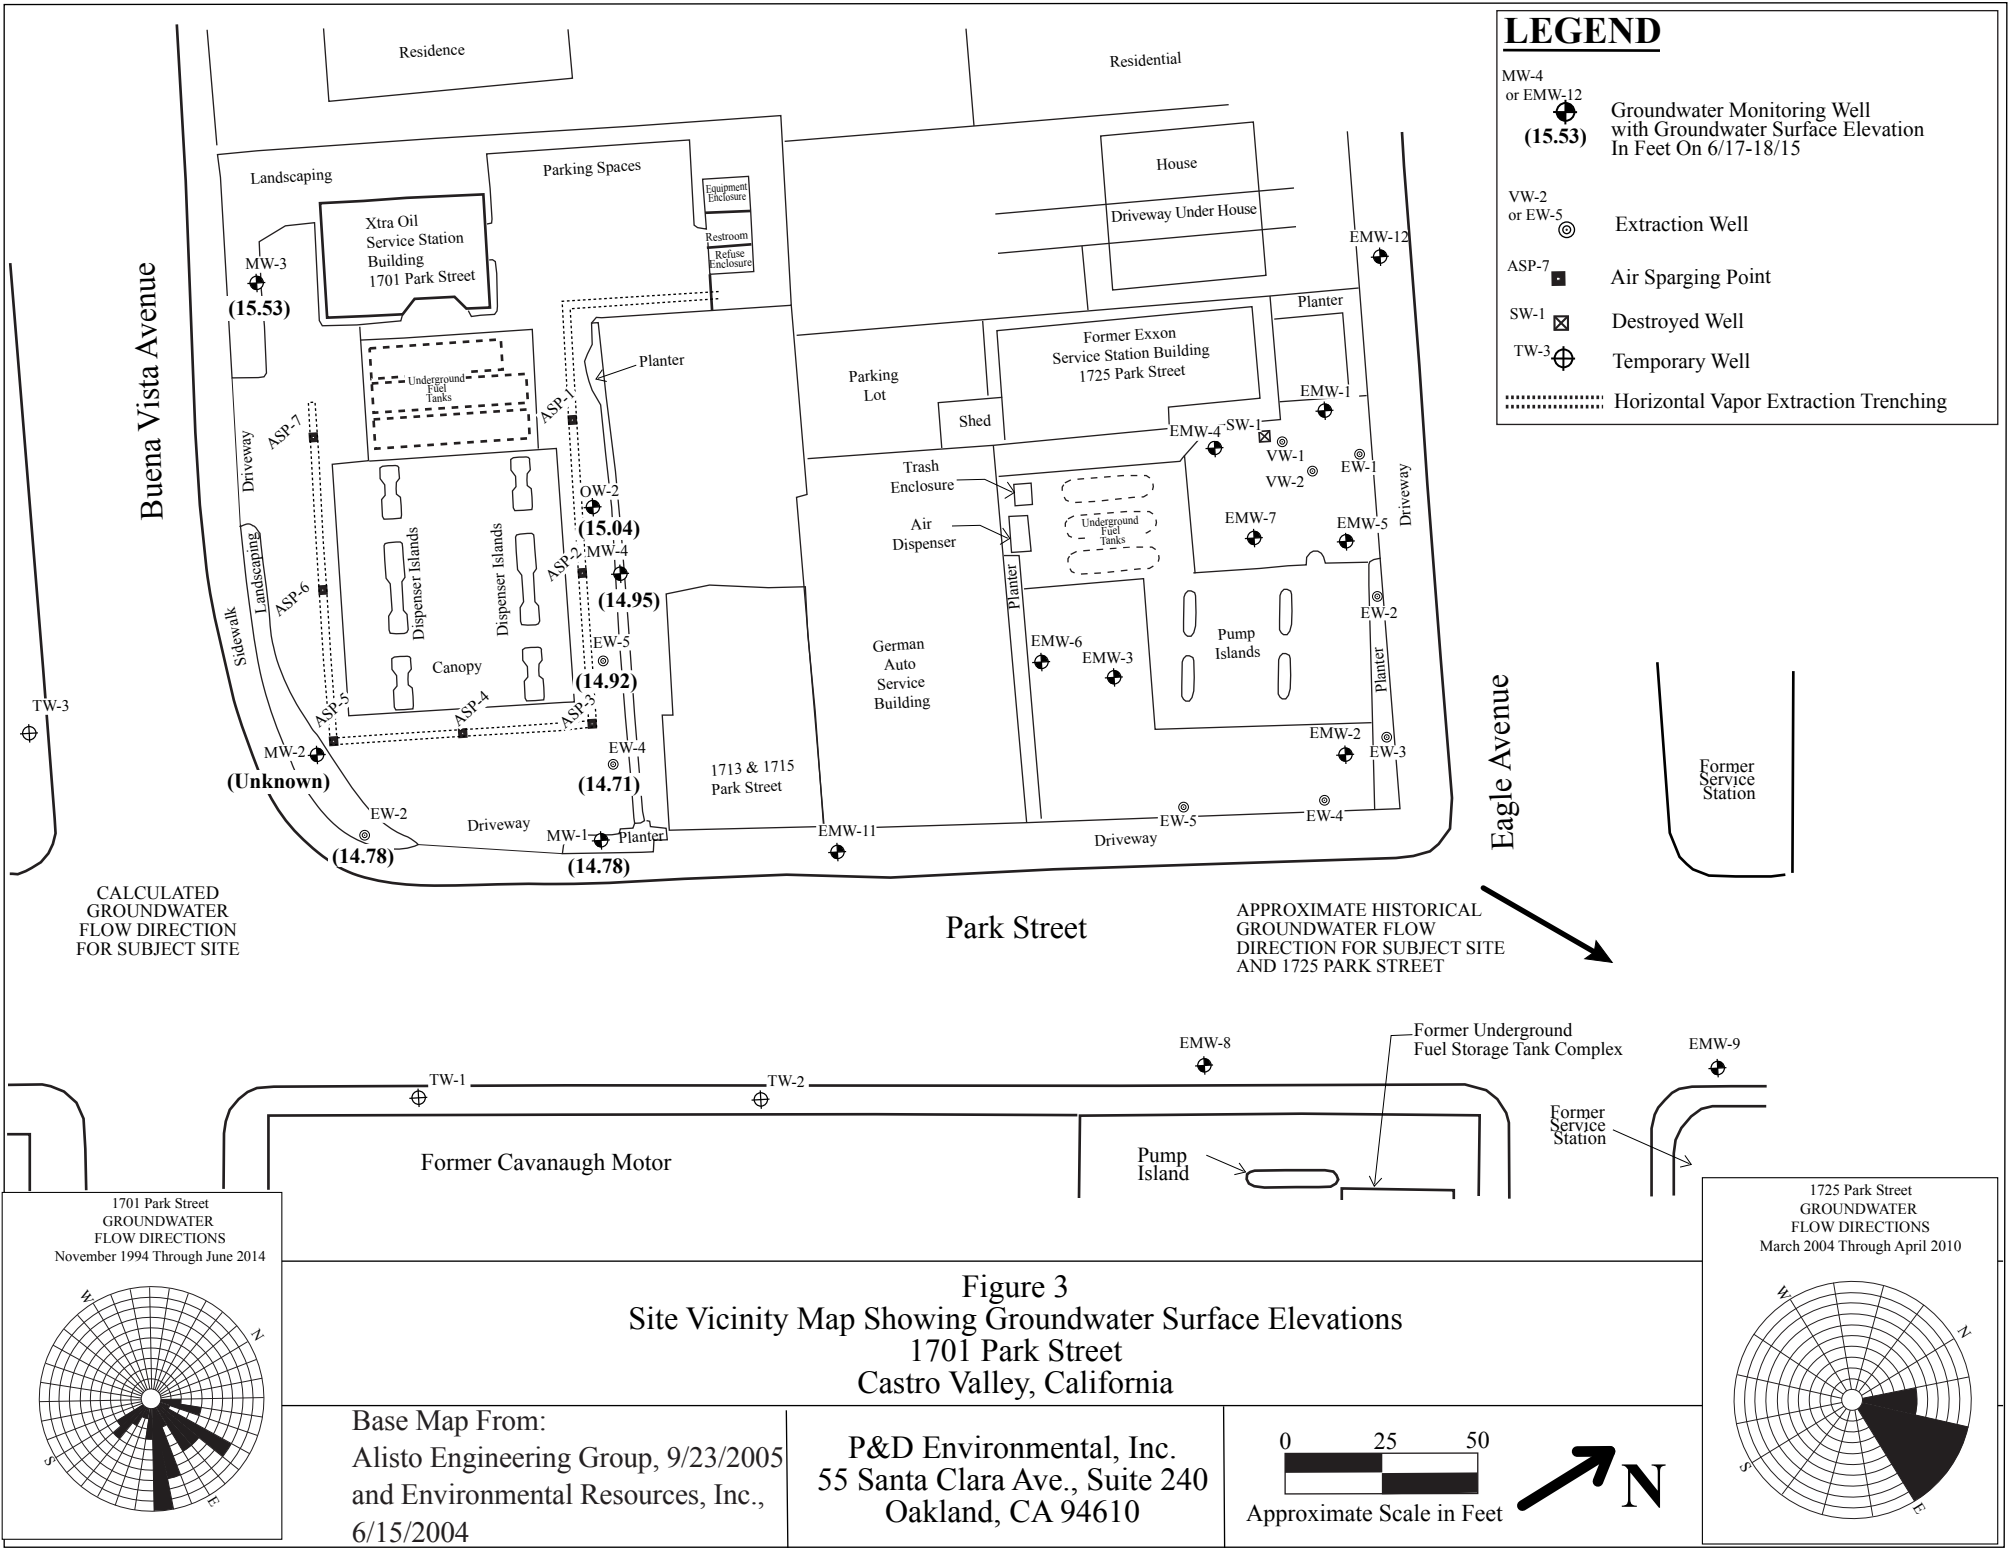 Residence
Residential
LEGEND
MW-4
or EMW-12
(15.53)
Groundwater Monitoring Well
with Groundwater Surface Elevation
In Feet On 6/17-18/15
VW-2
or EW-5
Extraction Well
ASP-7
Air Sparging Point
SW-1
Destroyed Well
TW-3
Temporary Well
Horizontal Vapor Extraction Trenching
Landscaping
Parking Spaces
Equipment
Enclosure
Restroom
Refuse
Enclosure
Xtra Oil
Service Station
Building
1701 Park Street
House
Driveway Under House
EMW-12
MW-3
(15.53)
Buena Vista Avenue
Planter
Planter
Former Exxon
Service Station Building
1725 Park Street
Underground
Fuel
Tanks
Parking
Lot
Shed
ASP-1
ASP-7
EMW-1
EMW-4
SW-1
VW-1
VW-2
EW-1
Driveway
Driveway
Trash
Enclosure
Air
Dispenser
Underground
Fuel
Tanks
EMW-7
EMW-5
OW-2
(15.04)
MW-4
ASP-2
(14.95)
Landscaping
Sidewalk
ASP-6
Dispenser Islands
Dispenser Islands
Canopy
EW-5
(14.92)
ASP-3
ASP-4
ASP-5
Planter
EW-2
Pump
Islands
Planter
EMW-6
EMW-3
German
Auto
Service
Building
TW-3
MW-2
(Unknown)
EW-4
(14.71)
1713 & 1715
Park Street
EMW-2
EW-3
Eagle Avenue
Former
Service
Station
EW-2
(14.78)
Driveway
MW-1
Planter
(14.78)
EMW-11
EW-5
EW-4
Driveway
CALCULATED
GROUNDWATER
FLOW DIRECTION
FOR SUBJECT SITE
Park Street
APPROXIMATE HISTORICAL
GROUNDWATER FLOW
DIRECTION FOR SUBJECT SITE
AND 1725 PARK STREET
EMW-8
Former Underground
Fuel Storage Tank Complex
EMW-9
TW-1
TW-2
Former
Service
Station
Former Cavanaugh Motor
Pump
Island
1701 Park Street
GROUNDWATER
FLOW DIRECTIONS
November 1994 Through June 2014
W
N
S
E
1725 Park Street
GROUNDWATER
FLOW DIRECTIONS
March 2004 Through April 2010
W
N
S
E
Figure 3
Site Vicinity Map Showing Groundwater Surface Elevations
1701 Park Street
Castro Valley, California
Base Map From:
Alisto Engineering Group, 9/23/2005
and Environmental Resources, Inc.,
6/15/2004
P&D Environmental, Inc.
55 Santa Clara Ave., Suite 240
Oakland, CA 94610
0 25 50
Approximate Scale in Feet
N